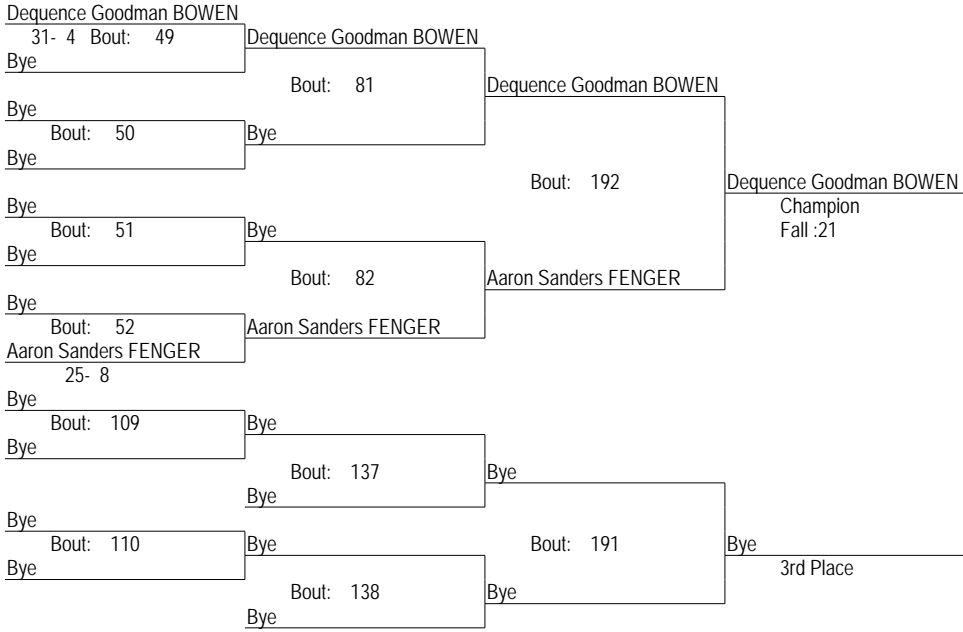 Dequence Goodman BOWEN
31- 4 Bout: 49
Dequence Goodman BOWEN
Bye
Bout: 81
Dequence Goodman BOWEN
Bye
Bout: 50
Bye
Bye
Bout: 192
Dequence Goodman BOWEN
Bye
Champion
Bout: 51
Bye
Fall :21
Bye
Bout: 82
Aaron Sanders FENGER
Bye
Bout: 52
Aaron Sanders FENGER
Aaron Sanders FENGER
25- 8
Bye
Bout: 109
Bye
Bye
Bout: 137
Bye
Bye
Bye
Bout: 110
Bye
Bout: 191
Bye
Bye
3rd Place
Bout: 138
Bye
Bye